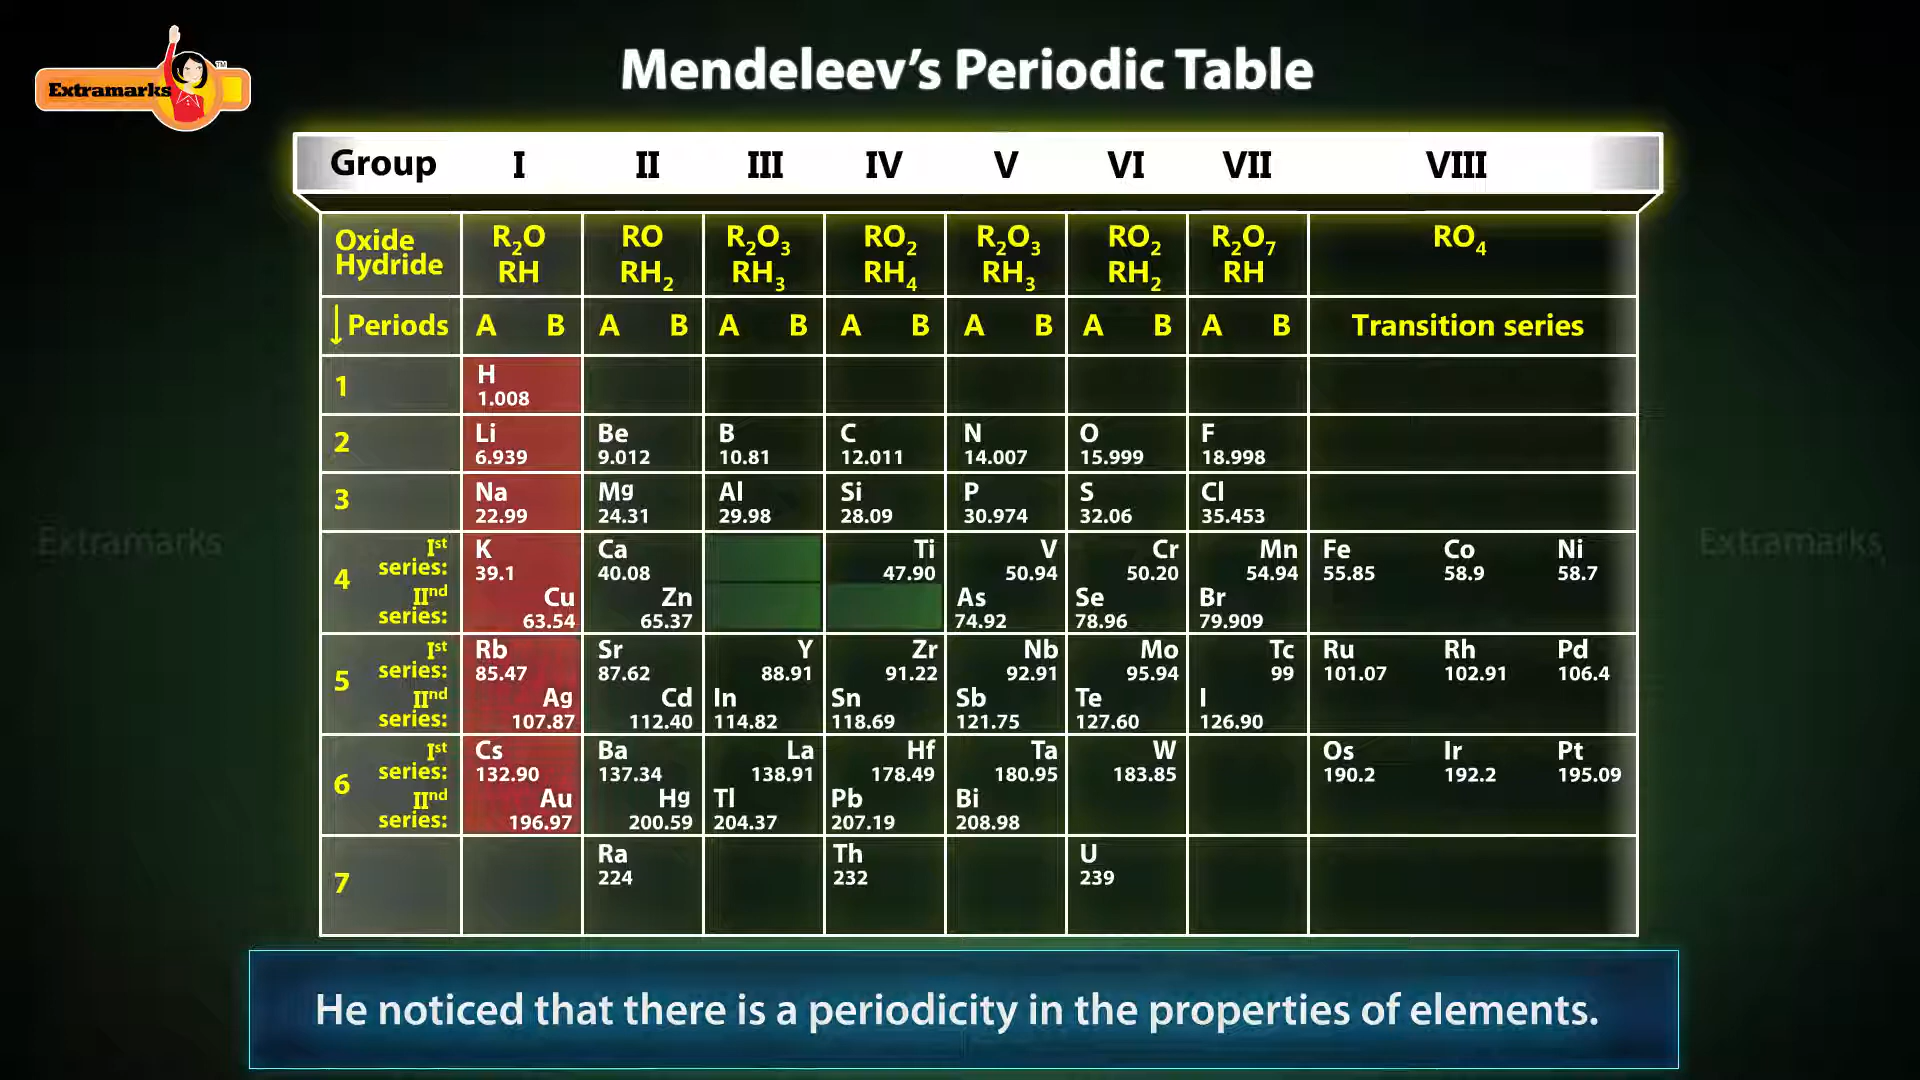 Extramarks TM
Mendeleev's Periodic Table
Group I II III IV V VI VII VIII
Oxide R2O RO R2O3 RO2 R2O3 RO2 R2O7 RO4
Hydride RH RH2 RH3 RH4 RH3 RH2 RH
↓ Periods A B A B A B A B A B A B A B Transition series
1 H
1.008
2 Li Be B C N O F
6.939 9.012 10.81 12.011 14.007 15.999 18.998
3 Na Mg Al Si P S Cl
22.99 24.31 29.98 28.09 30.974 32.06 35.453
4 Ist series: K Ca Ti V Cr Mn Fe Co Ni
39.1 40.08 47.90 50.94 50.20 54.94 55.85 58.9 58.7
IInd series: Cu Zn As Se Br
63.54 65.37 74.92 78.96 79.909
5 Ist series: Rb Sr Y Zr Nb Mo Tc Ru Rh Pd
85.47 87.62 88.91 91.22 92.91 95.94 99 101.07 102.91 106.4
IInd series: Ag Cd In Sn Sb Te I
107.87 112.40 114.82 118.69 121.75 127.60 126.90
6 Ist series: Cs Ba La Hf Ta W Os Ir Pt
132.90 137.34 138.91 178.49 180.95 183.85 190.2 192.2 195.09
IInd series: Au Hg Tl Pb Bi
196.97 200.59 204.37 207.19 208.98
7 Ra Th U
224 232 239
Extramarks
Extramarks
He noticed that there is a periodicity in the properties of elements.